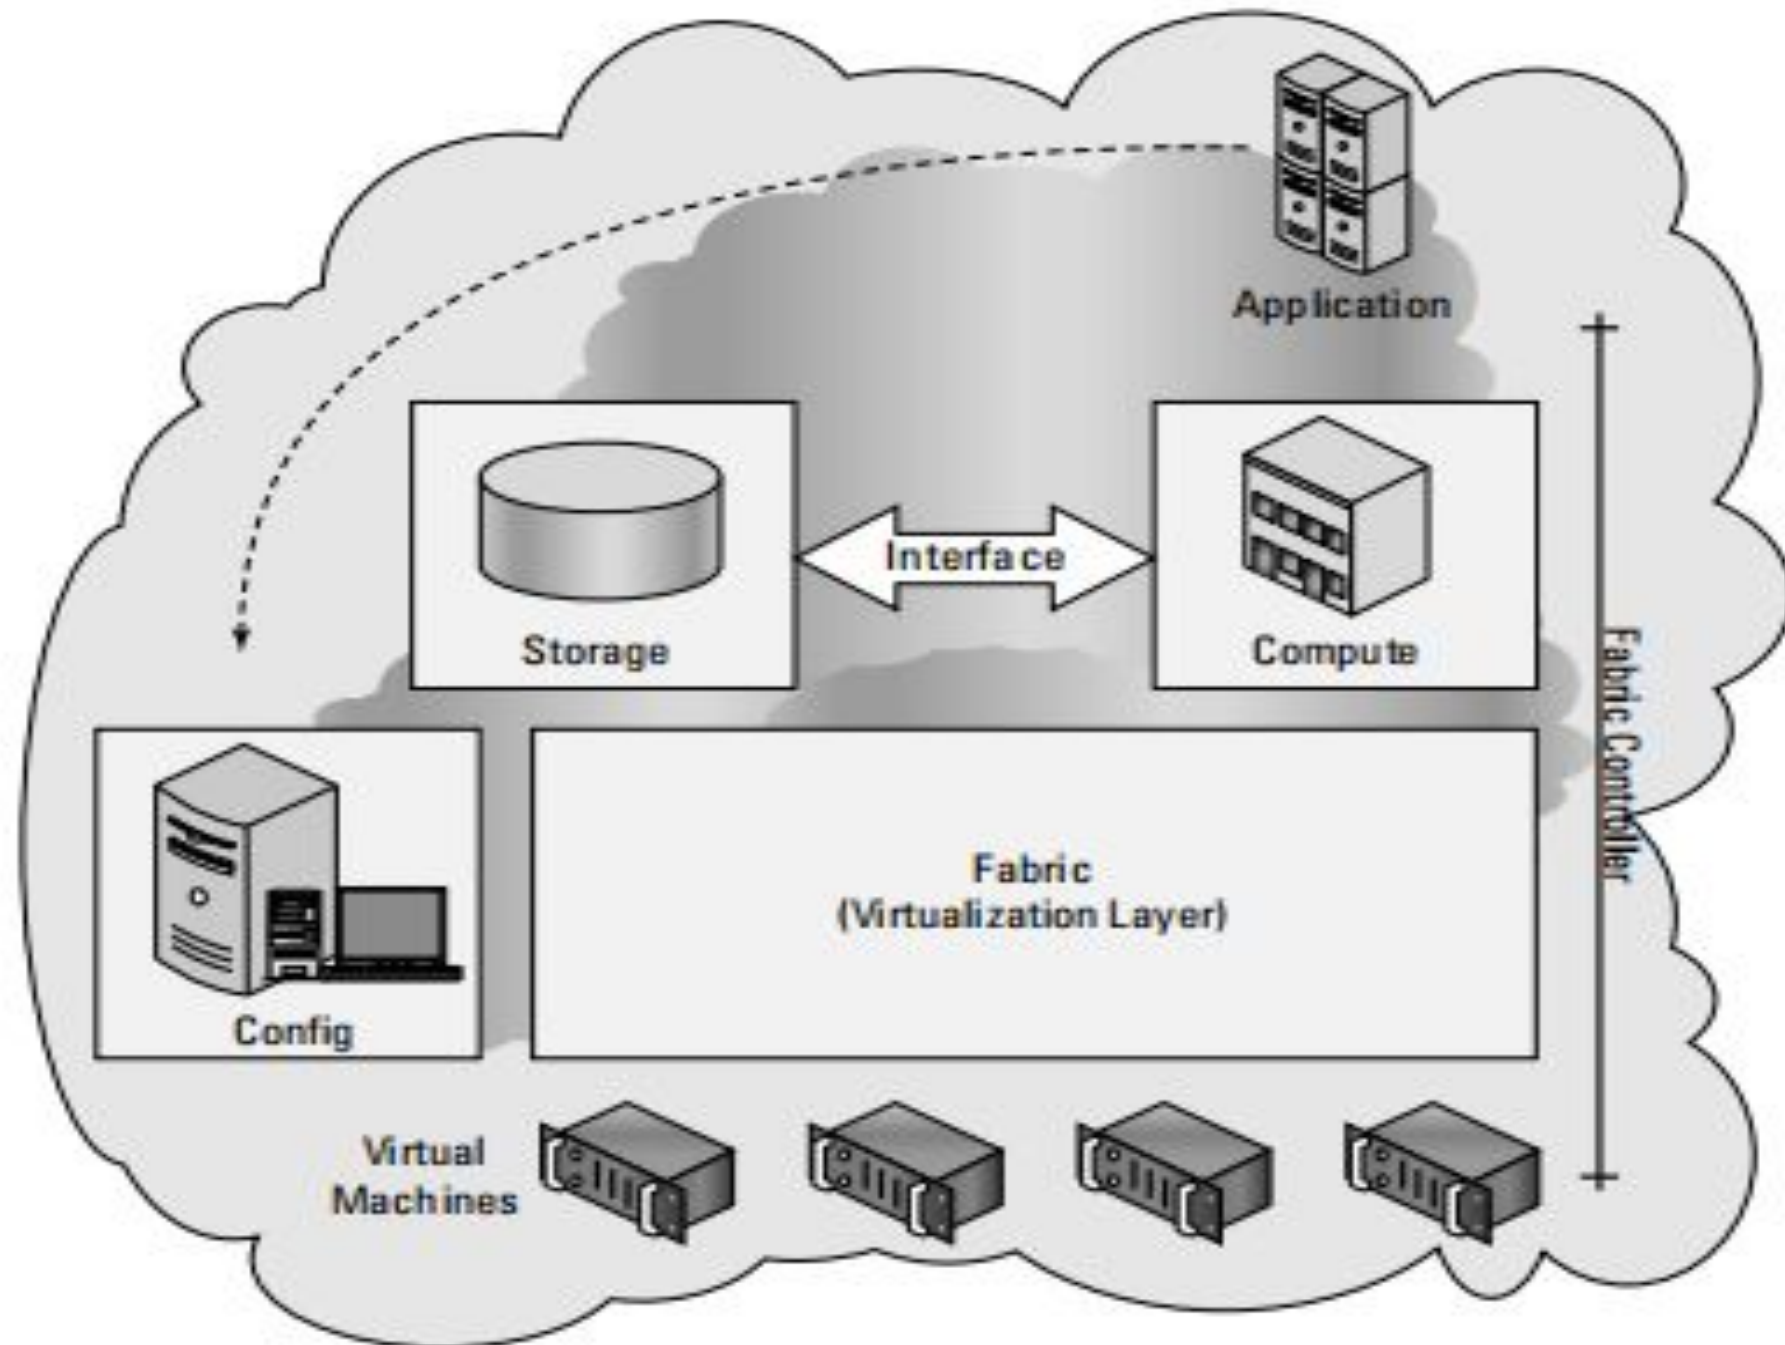 Application
Storage
Interface
Compute
Fabric Controller
Config
Fabric
(Virtualization Layer)
Virtual
Machines